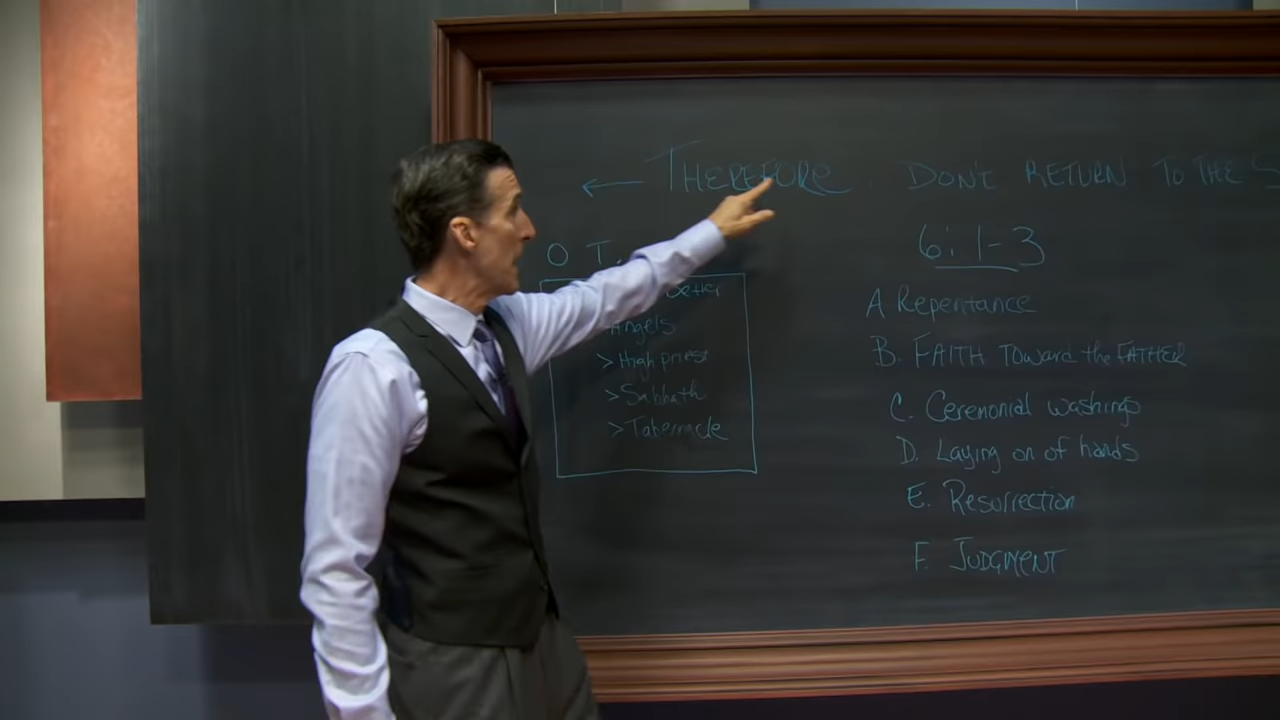 ← THEREFORE. DON'T RETURN TO THE
O T.
better
Angels
> High priest
> Sabbath
> Tabernacle
6:1-3
A Repentance
B. FAITH Toward the FATHER
C. Ceremonial washings
D. Laying on of hands
E. Resurrection
F. JUDGMENT